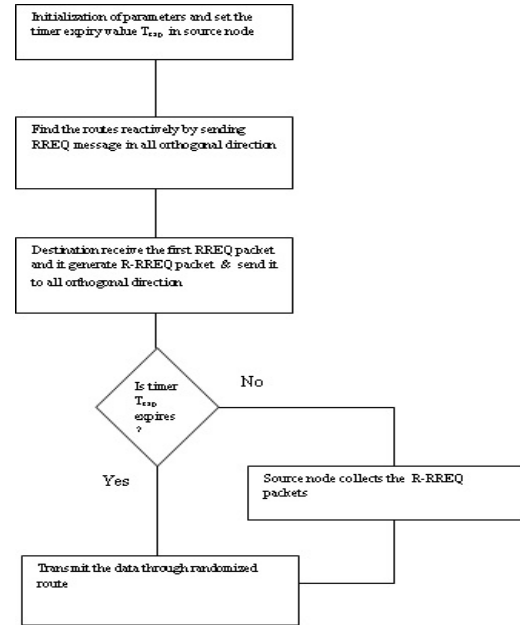 Initialization of parameters and set the
timer expiry value Texp in source node
Find the routes reactively by sending
RREQ message in all orthogonal direction
Destination receive the first RREQ packet
and it generate R-RREQ packet & send it
to all orthogonal direction
Is timer
Texp
expires
?
No
Yes
Source node collects the R-RREQ
packets
Transmit the data through randomized
route